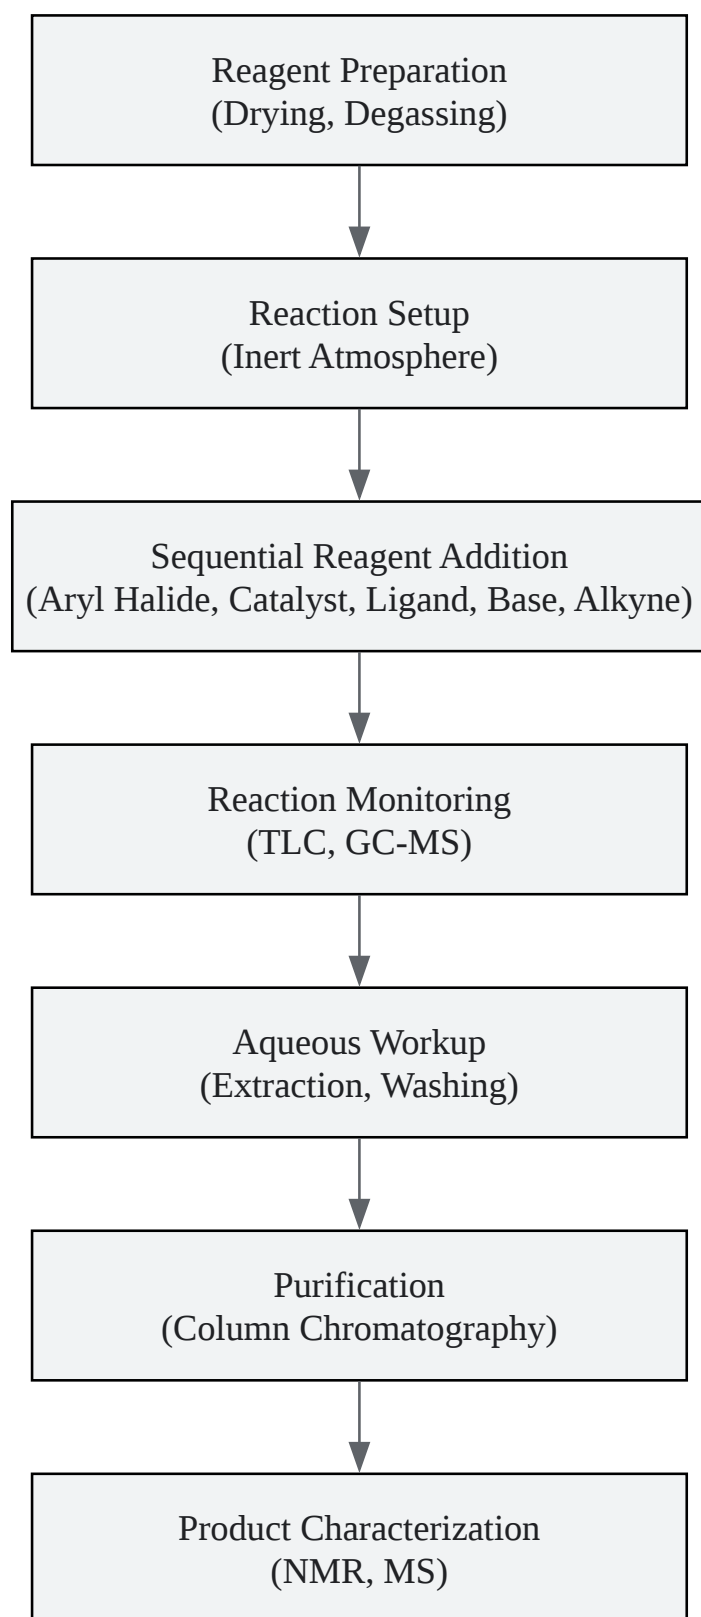 Reagent Preparation
(Drying, Degassing)
Reaction Setup
(Inert Atmosphere)
Sequential Reagent Addition
(Aryl Halide, Catalyst, Ligand, Base, Alkyne)
Reaction Monitoring
(TLC, GC-MS)
Aqueous Workup
(Extraction, Washing)
Purification
(Column Chromatography)
Product Characterization
(NMR, MS)